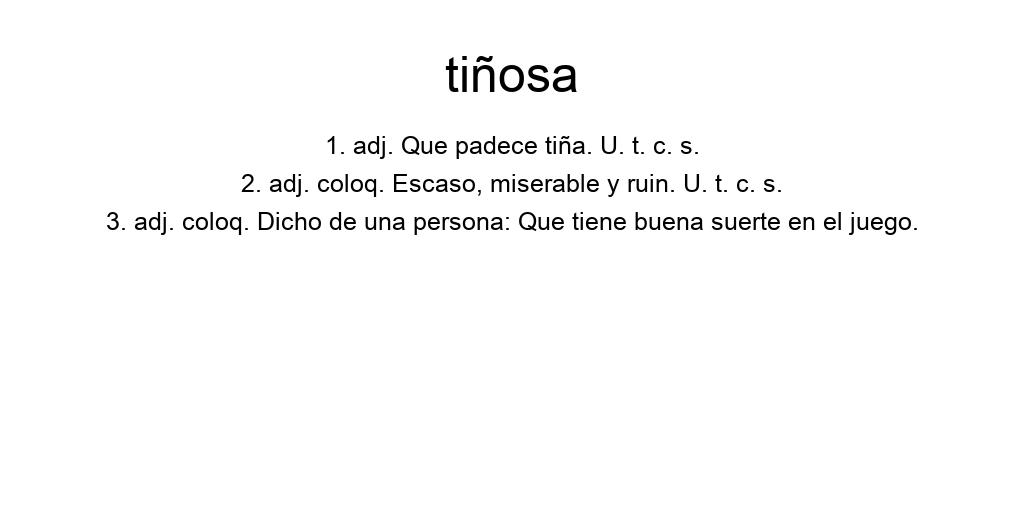 tiñosa
1. adj. Que padece tiña. U. t. c. s.
2. adj. coloq. Escaso, miserable y ruin. U. t. c. s.
3. adj. coloq. Dicho de una persona: Que tiene buena suerte en el juego.